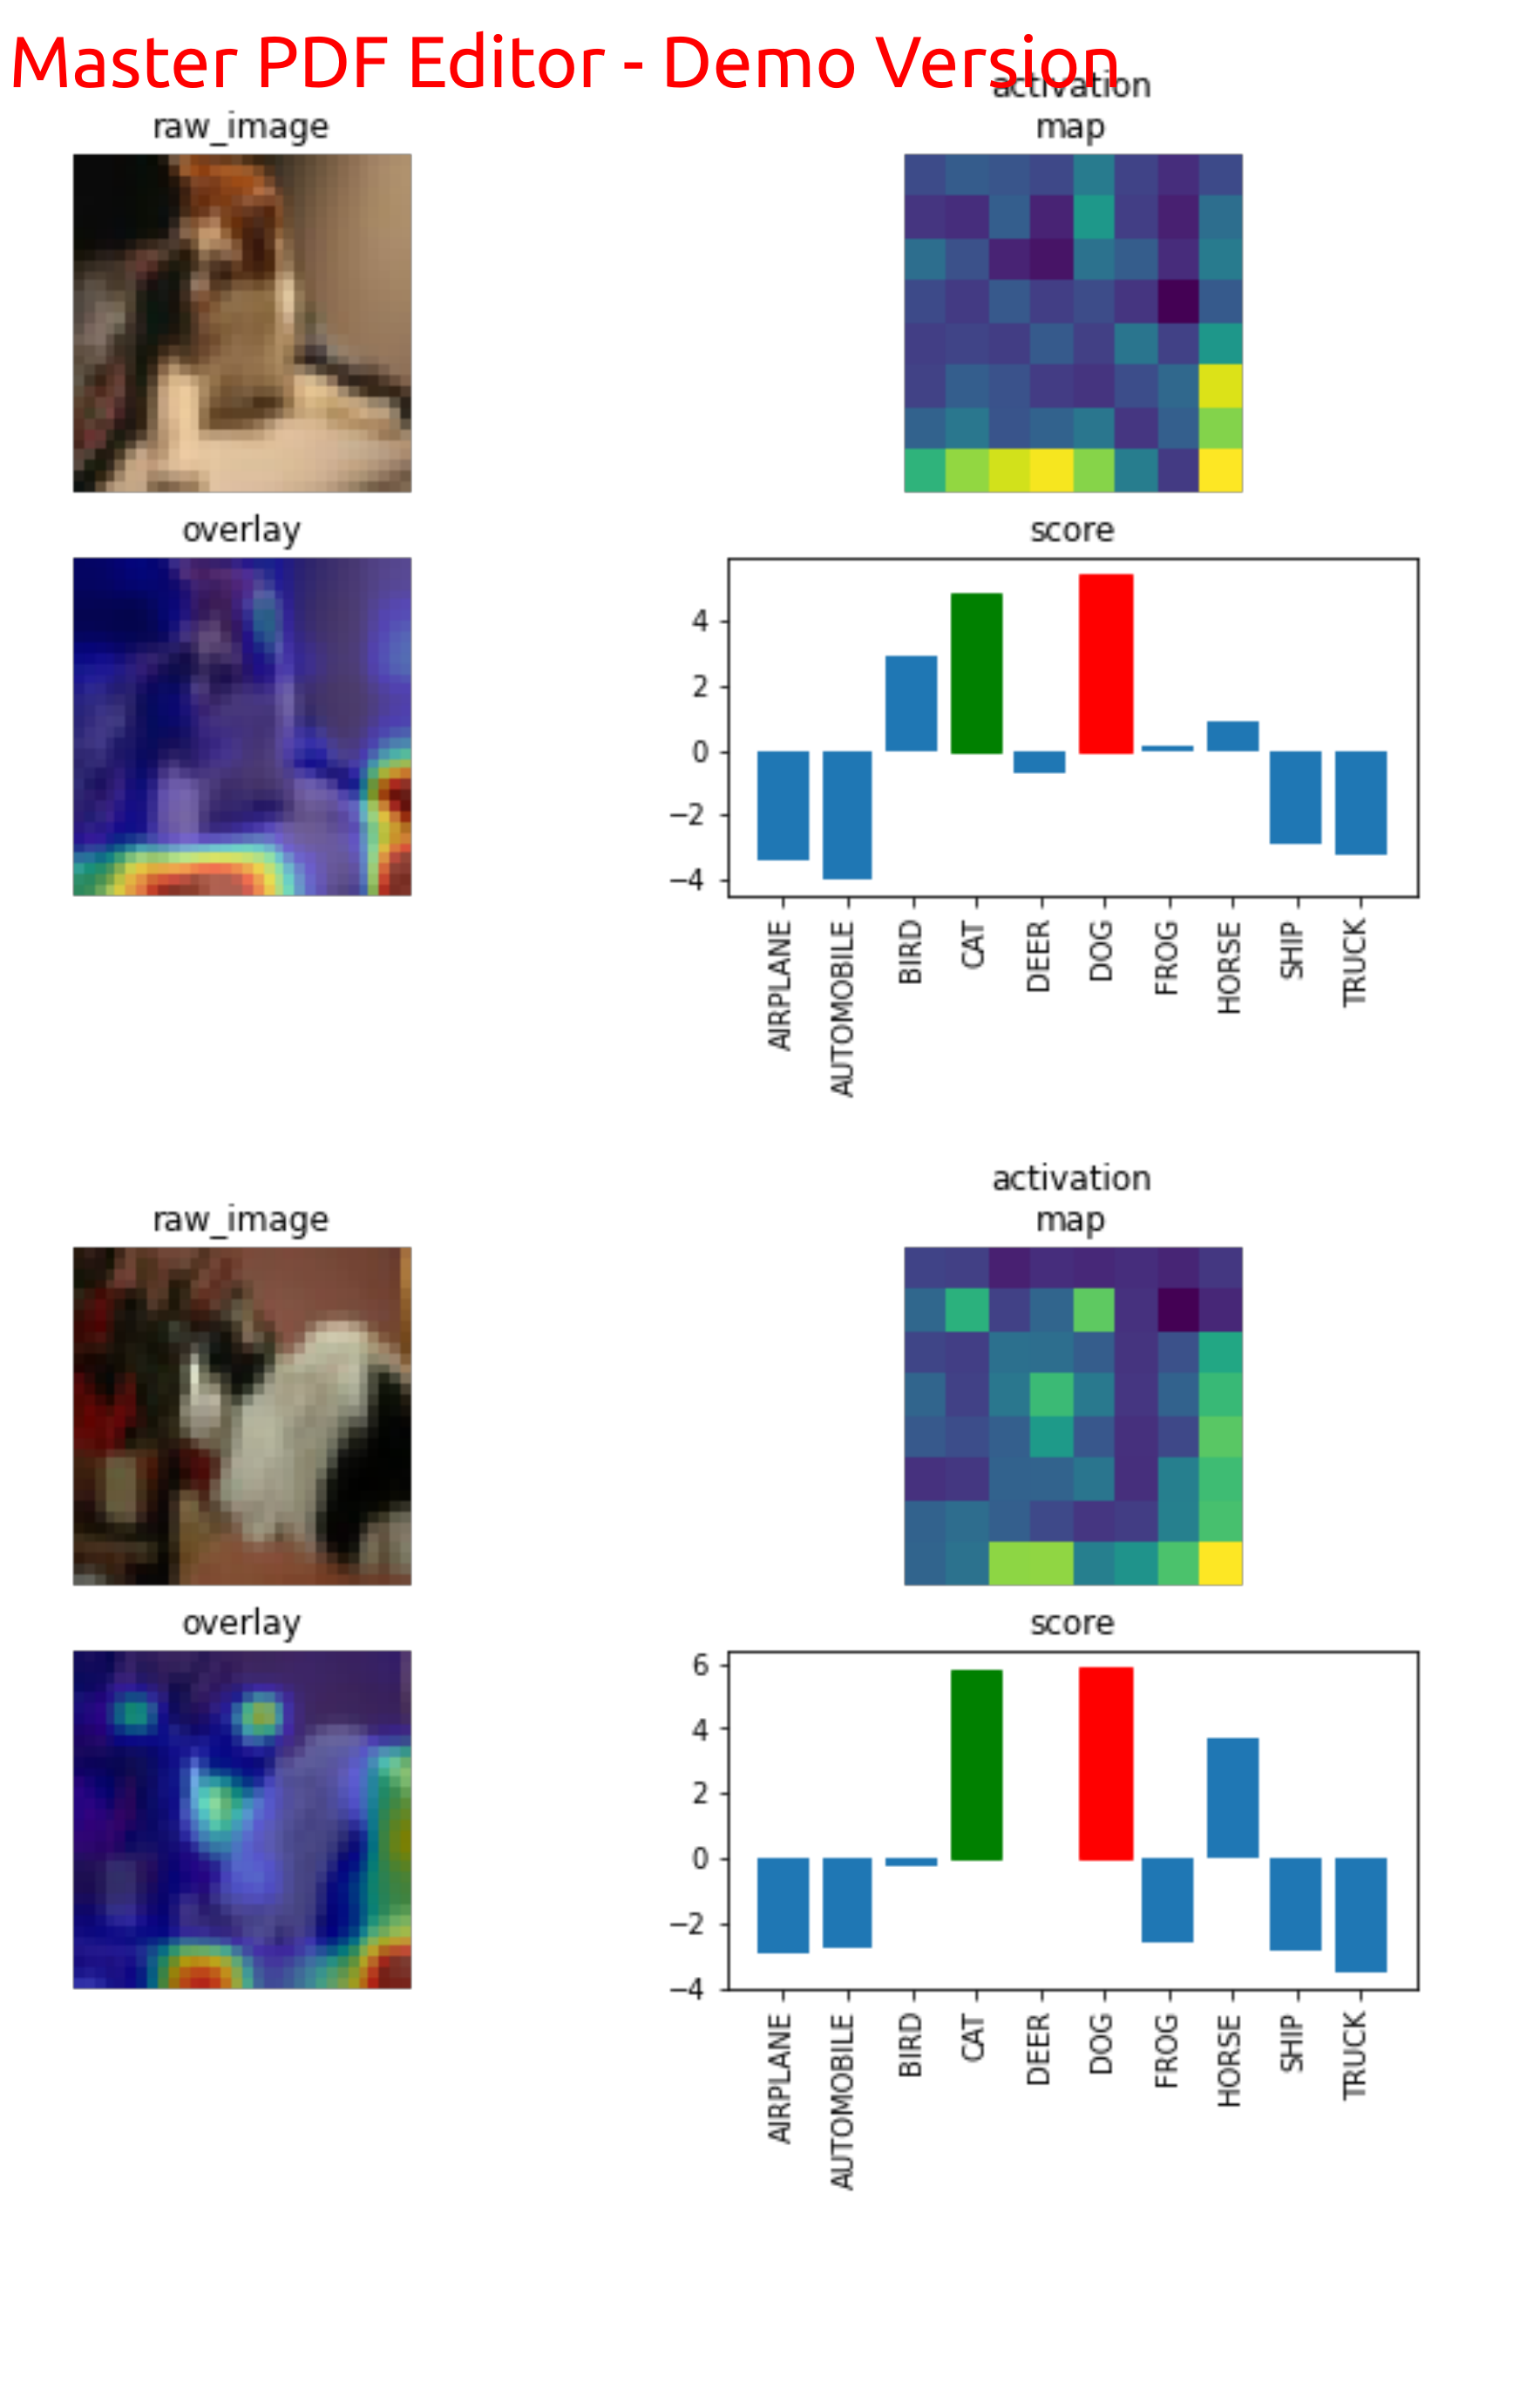 Master PDF Editor - Demo Version
activation
raw_image
map
overlay
score
4
2
0
−2
−4
AIRPLANE
AUTOMOBILE
BIRD
CAT
DEER
DOG
FROG
HORSE
SHIP
TRUCK
activation
raw_image
map
overlay
score
6
4
2
0
−2
−4
AIRPLANE
AUTOMOBILE
BIRD
CAT
DEER
DOG
FROG
HORSE
SHIP
TRUCK